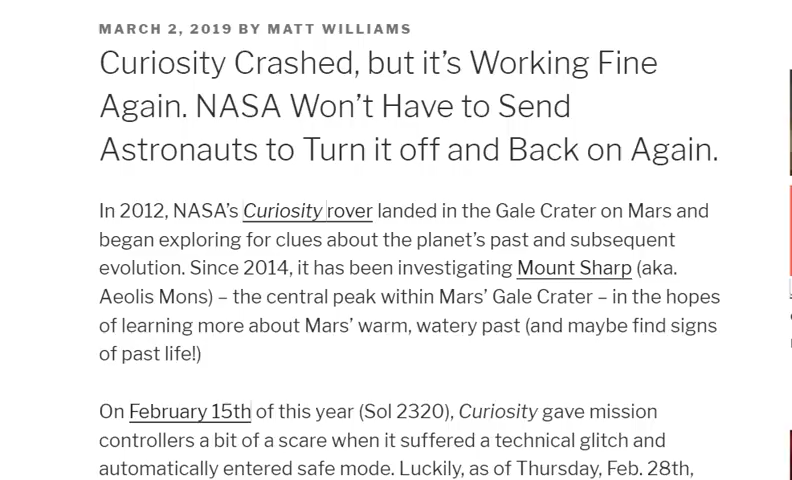 MARCH 2, 2019 BY MATT WILLIAMS
Curiosity Crashed, but it’s Working Fine
Again. NASA Won’t Have to Send
Astronauts to Turn it off and Back on Again.
In 2012, NASA’s Curiosity rover landed in the Gale Crater on Mars and
began exploring for clues about the planet’s past and subsequent
evolution. Since 2014, it has been investigating Mount Sharp (aka.
Aeolis Mons) – the central peak within Mars’ Gale Crater – in the hopes
of learning more about Mars’ warm, watery past (and maybe find signs
of past life!)
On February 15th of this year (Sol 2320), Curiosity gave mission
controllers a bit of a scare when it suffered a technical glitch and
automatically entered safe mode. Luckily, as of Thursday, Feb. 28th,